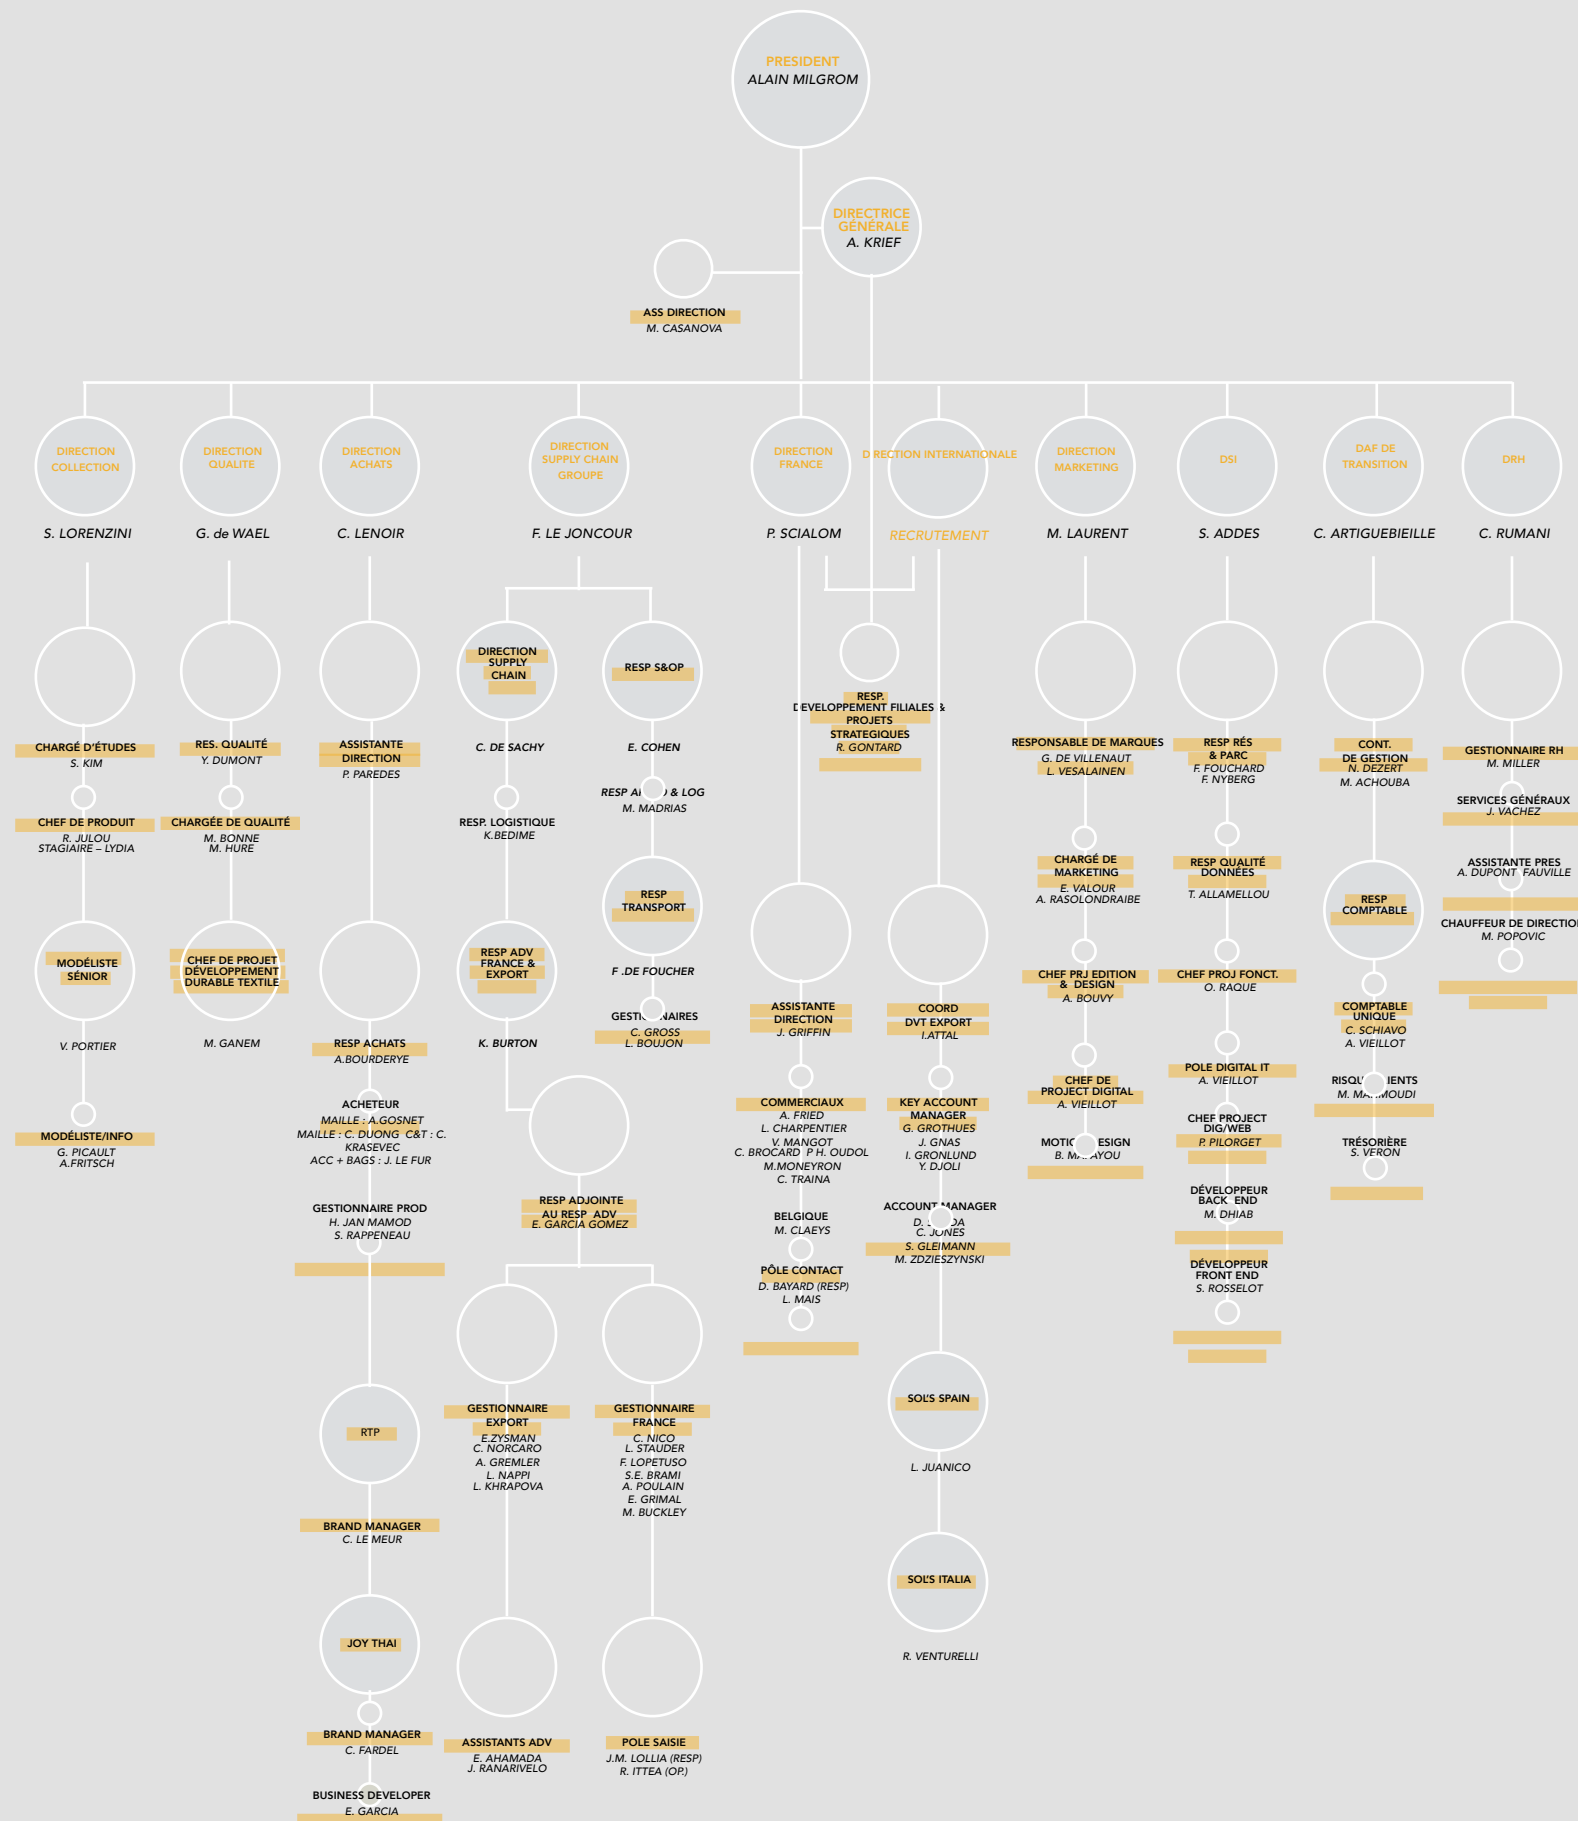 PRESIDENT
ALAIN MILGROM
DIRECTRICE
GÉNÉRALE
A. KRIEF
ASS DIRECTION
M. CASANOVA
DIRECTION
COLLECTION
S. LORENZINI
CHARGÉ D'ÉTUDES
S. KIM
CHEF DE PRODUIT
R. JULOU
STAGIAIRE – LYDIA
MODÉLISTE
SÉNIOR
V. PORTIER
MODÉLISTE/INFO
G. PICAULT
A.FRITSCH
DIRECTION
QUALITE
G. de WAEL
RES. QUALITÉ
Y. DUMONT
CHARGÉE DE QUALITÉ
M. BONNE
M. HURE
CHEF DE PROJET
DÉVELOPPEMENT
DURABLE TEXTILE
M. GANEM
DIRECTION
ACHATS
C. LENOIR
ASSISTANTE
DIRECTION
P. PAREDES
RESP ACHATS
A.BOURDERYE
ACHETEUR
MAILLE : A.GOSNET
MAILLE : C. DUONG C&T : C.
KRASEVEC
ACC + BAGS : J. LE FUR
GESTIONNAIRE PROD
H. JAN MAMOD
S. RAPPENEAU
RTP
BRAND MANAGER
C. LE MEUR
JOY THAI
BRAND MANAGER
C. FARDEL
BUSINESS DEVELOPER
E. GARCIA
DIRECTION
SUPPLY CHAIN
GROUPE
F. LE JONCOUR
DIRECTION
SUPPLY
CHAIN
C. DE SACHY
RESP. LOGISTIQUE
K.BEDIME
RESP ADV
FRANCE &
EXPORT
K. BURTON
RESP S&OP
E. COHEN
RESP & LOG
M. MADRIAS
RESP
TRANSPORT
F .DE FOUCHER
GESTIONNAIRES
C. GROSS
L. BOUJON
RESP ADJOINTE
AU RESP ADV
E. GARCIA GOMEZ
GESTIONNAIRE
EXPORT
E.ZYSMAN
C. NORCARO
A. GREMLER
L. NAPPI
L. KHRAPOVA
ASSISTANTS ADV
E. AHAMADA
J. RANARIVELO
GESTIONNAIRE
FRANCE
C. NICO
L. STAUDER
F. LOPETUSO
S.E. BRAMI
A. POULAIN
E. GRIMAL
M. BUCKLEY
POLE SAISIE
J.M. LOLLIA (RESP)
R. ITTEA (OP.)
DIRECTION
FRANCE
P. SCIALOM
RESP.
DEVELOPPEMENT FILIALES &
PROJETS
STRATEGIQUES
R. GONTARD
ASSISTANTE
DIRECTION
J. GRIFFIN
COMMERCIAUX
A. FRIED
L. CHARPENTIER
V. MANGOT
C. BROCARD P H. OUDOL
M.MONEYRON
C. TRAINA
BELGIQUE
M. CLAEYS
PÔLE CONTACT
D. BAYARD (RESP)
L. MAIS
DIRECTION INTERNATIONALE
RECRUTEMENT
COORD
DVT EXPORT
I.ATTAL
KEY ACCOUNT
MANAGER
G. GROTHUES
J. GNAS
I. GRONLUND
Y. DJOLI
ACCOUNT MANAGER
D.
C. JONES
S. GLEIMANN
M. ZDZIESZYNSKI
SOL'S SPAIN
L. JUANICO
SOL'S ITALIA
R. VENTURELLI
DIRECTION
MARKETING
M. LAURENT
RESPONSABLE DE MARQUES
G. DE VILLENAUT
L. VESALAINEN
CHARGÉ DE
MARKETING
E. VALOUR
A. RASOLONDRAIBE
CHEF PRJ EDITION
& DESIGN
A. BOUVY
CHEF DE
PROJECT DIGITAL
A. VIEILLOT
MOTION DESIGN
B.
DSI
S. ADDES
RESP RÉS
& PARC
F. FOUCHARD
F. NYBERG
RESP QUALITÉ
DONNÉES
T. ALLAMELLOU
CHEF PROJ FONCT.
O. RAQUE
POLE DIGITAL IT
A. VIEILLOT
CHEF PROJECT
DIG/WEB
P. PILORGET
DÉVELOPPEUR
BACK END
M. DHIAB
DÉVELOPPEUR
FRONT END
S. ROSSELOT
DAF DE
TRANSITION
C. ARTIGUEBIEILLE
CONT.
DE GESTION
N. DEZERT
M. ACHOUBA
RESP
COMPTABLE
COMPTABLE
UNIQUE
C. SCHIAVO
A. VIEILLOT
M. MAHMOUDI
TRÉSORIÈRE
S. VERON
DRH
C. RUMANI
GESTIONNAIRE RH
M. MILLER
SERVICES GÉNÉRAUX
J. VACHEZ
ASSISTANTE PRES
A. DUPONT FAUVILLE
CHAUFFEUR DE DIRECTION
M. POPOVIC